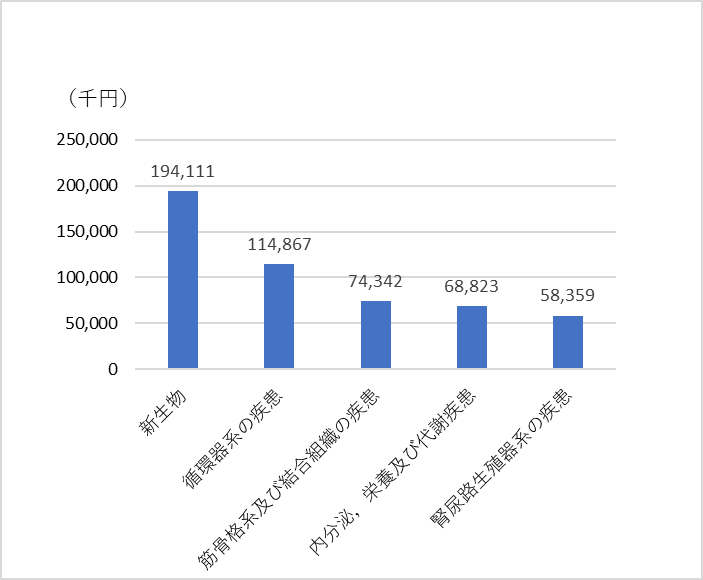 （千円）
250,000
200,000
150,000
100,000
50,000
0
194,111
114,867
74,342
68,823
58,359
新生物
循環器系の疾患
筋骨格系及び結合組織の疾患
内分泌，栄養及び代謝疾患
腎尿路生殖器系の疾患